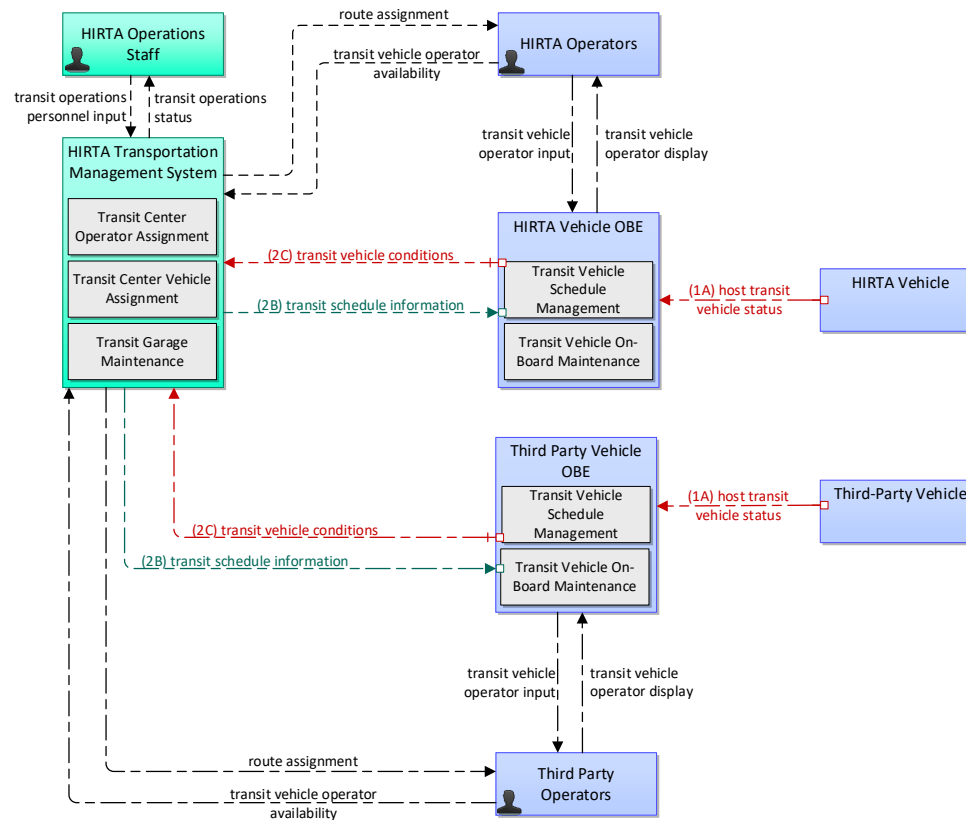 HIRTA Operations
Staff
route assignment
HIRTA Operators
transit vehicle operator
availability
transit operations
personnel input
transit operations
status
transit vehicle
operator input
transit vehicle
operator display
HIRTA Transportation
Management System
Transit Center
Operator Assignment
Transit Center Vehicle
Assignment
Transit Garage
Maintenance
(2C) transit vehicle conditions
(2B) transit schedule information
HIRTA Vehicle OBE
Transit Vehicle
Schedule
Management
Transit Vehicle On-
Board Maintenance
(1A) host transit
vehicle status
HIRTA Vehicle
Third Party Vehicle
OBE
Transit Vehicle
Schedule
Management
Transit Vehicle On-
Board Maintenance
(1A) host transit
vehicle status
Third-Party Vehicle
(2C) transit vehicle conditions
(2B) transit schedule information
transit vehicle
operator input
transit vehicle
operator display
route assignment
transit vehicle operator
availability
Third Party
Operators